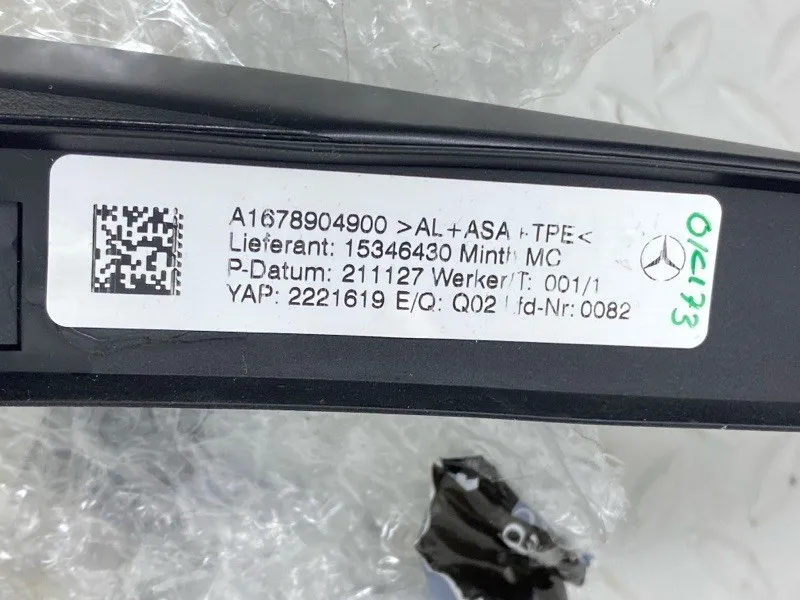 A1678904900 >AL+ASA+TPE<
Lieferant: 15346430 Minth MC
P-Datum: 211127 Werker/T: 001/1
YAP: 2221619 E/Q: Q02 lfd-Nr: 0082